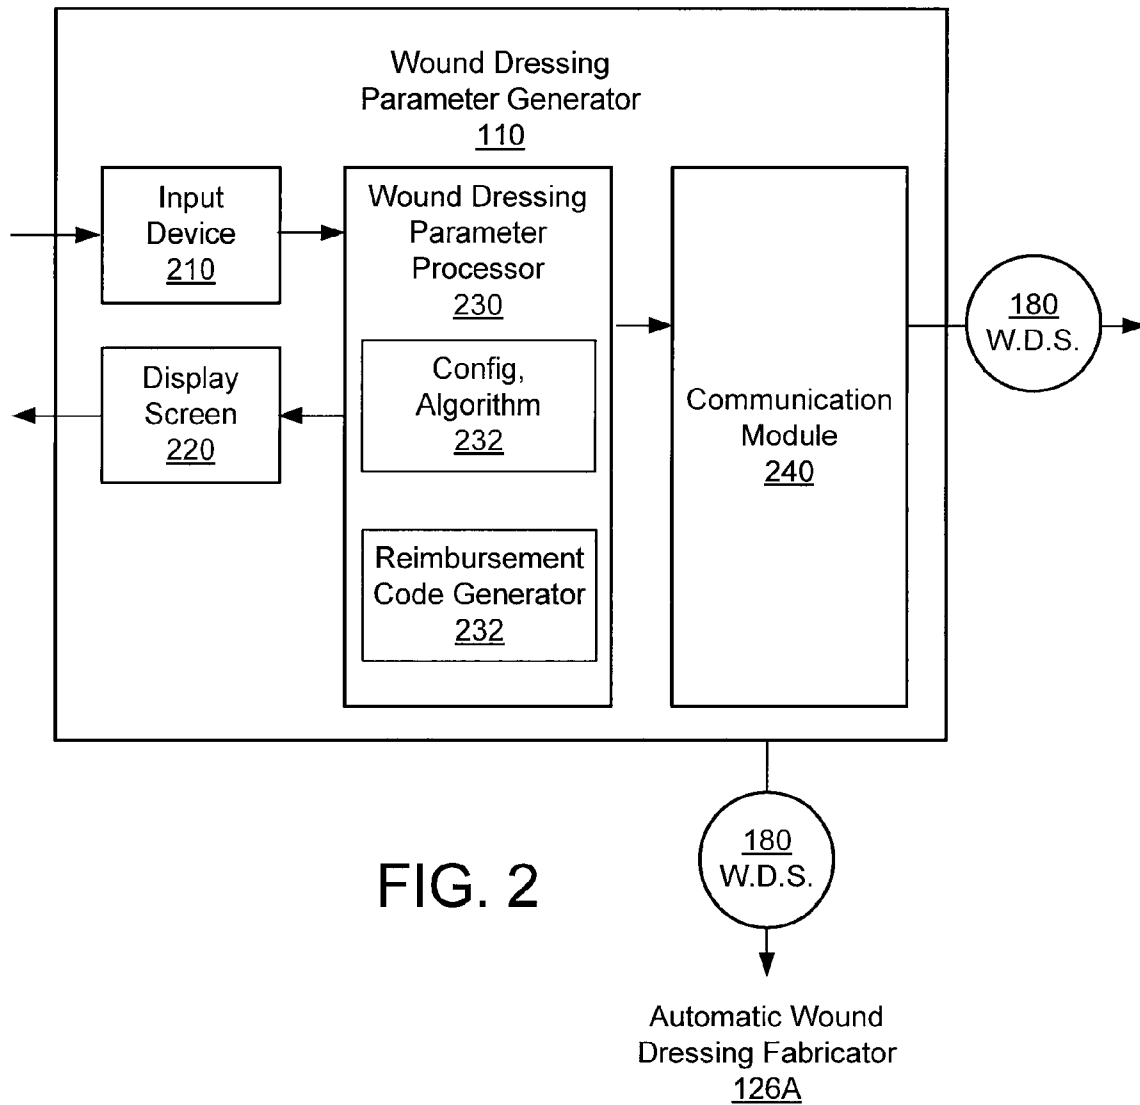 Wound Dressing
Parameter Generator
110
Input
Device
210
Wound Dressing
Parameter
Processor
230
Config,
Algorithm
232
Reimbursement
Code Generator
232
Display
Screen
220
Communication
Module
240
180
W.D.S.
180
W.D.S.
FIG. 2
Automatic Wound
Dressing Fabricator
126A